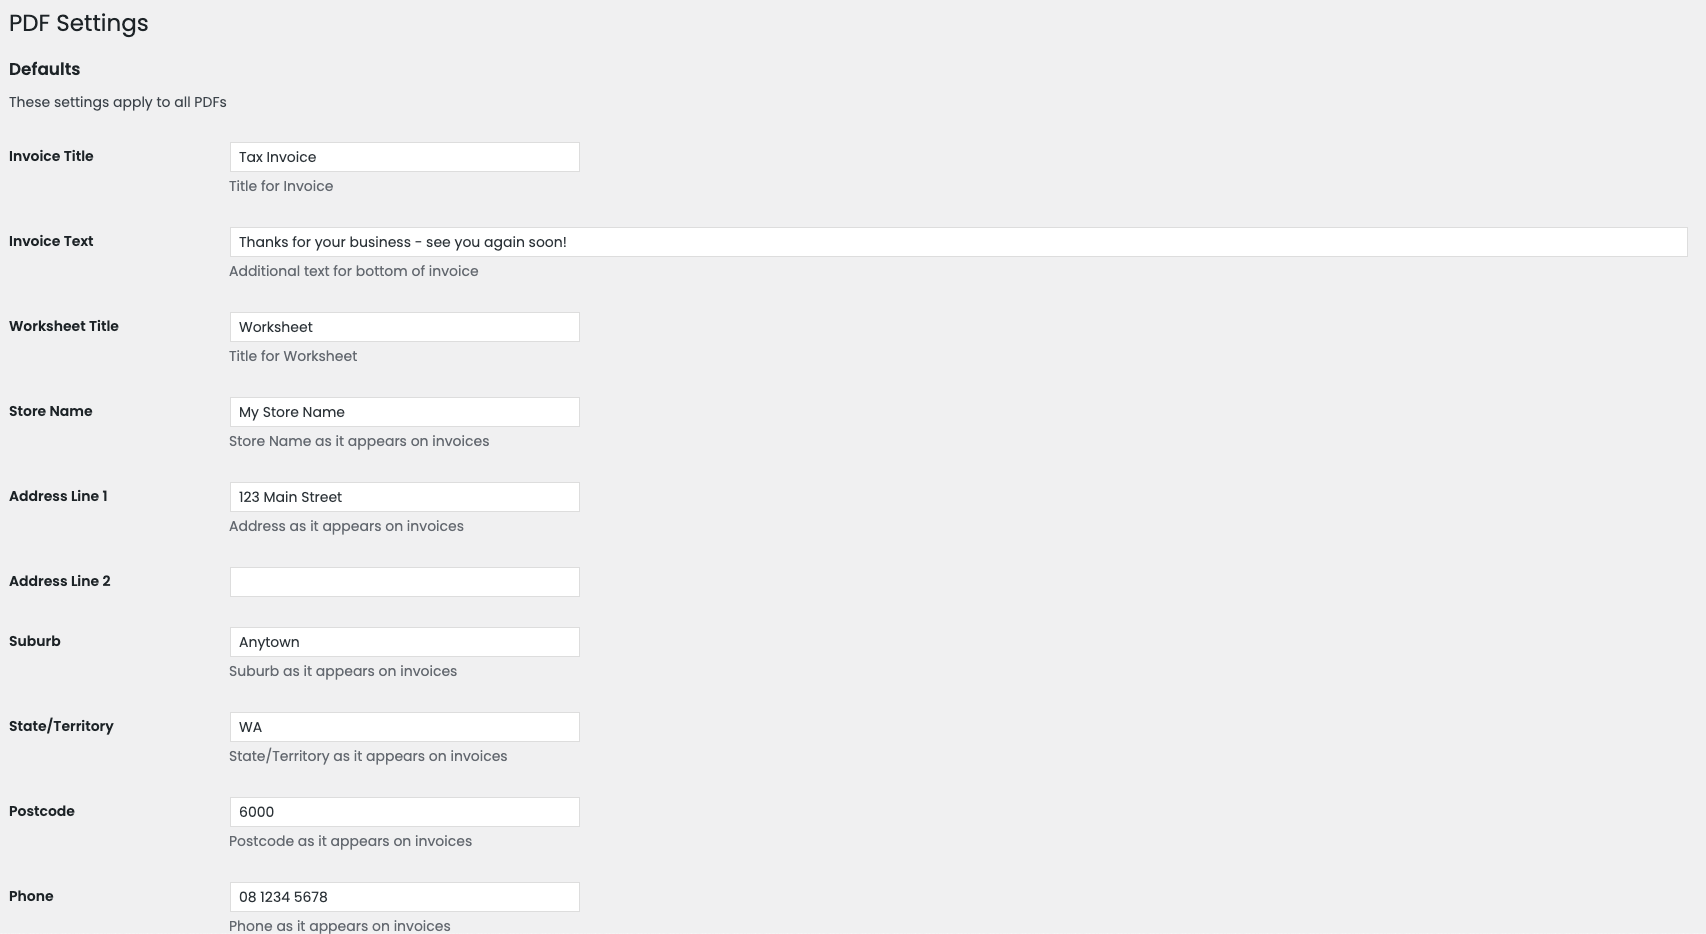 PDF Settings
Defaults
These settings apply to all PDFs
Invoice Title
Tax Invoice
Title for Invoice
Invoice Text
Thanks for your business - see you again soon!
Additional text for bottom of invoice
Worksheet Title
Worksheet
Title for Worksheet
Store Name
My Store Name
Store Name as it appears on invoices
Address Line 1
123 Main Street
Address as it appears on invoices
Address Line 2
Suburb
Anytown
Suburb as it appears on invoices
State/Territory
WA
State/Territory as it appears on invoices
Postcode
6000
Postcode as it appears on invoices
Phone
08 1234 5678
Phone as it appears on invoices